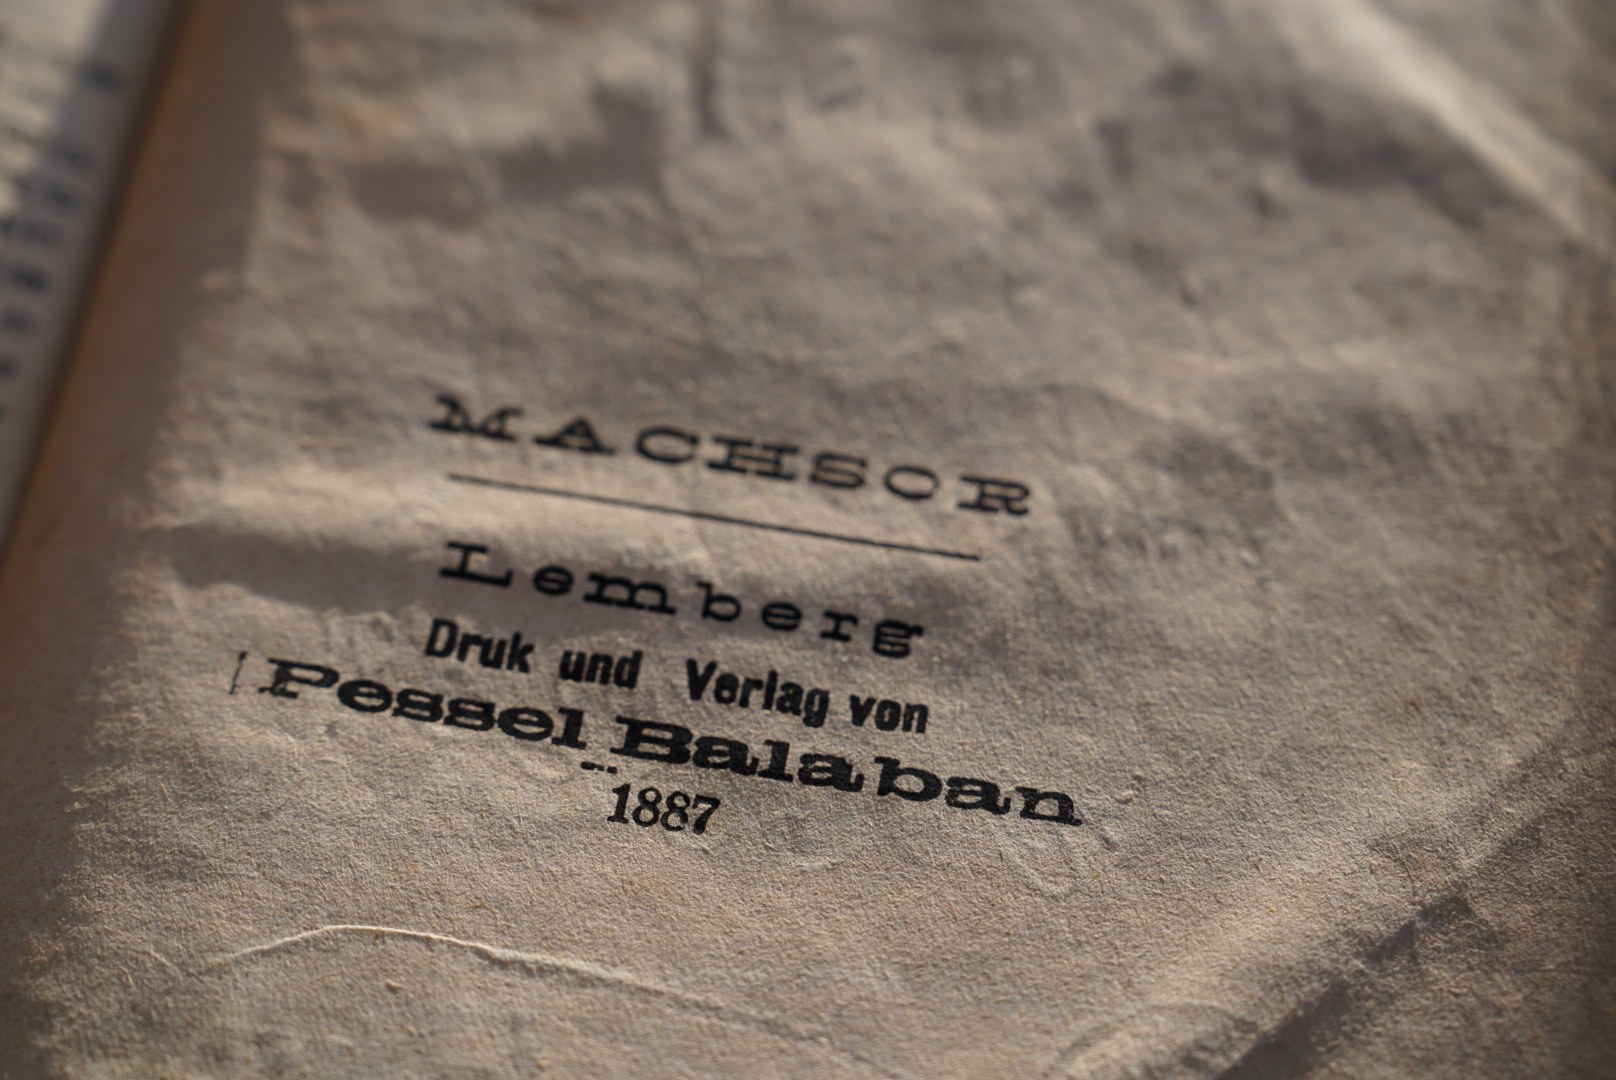 MACHSOR
Lemberg
Druk und Verlag von
Pessel Balaban
1887